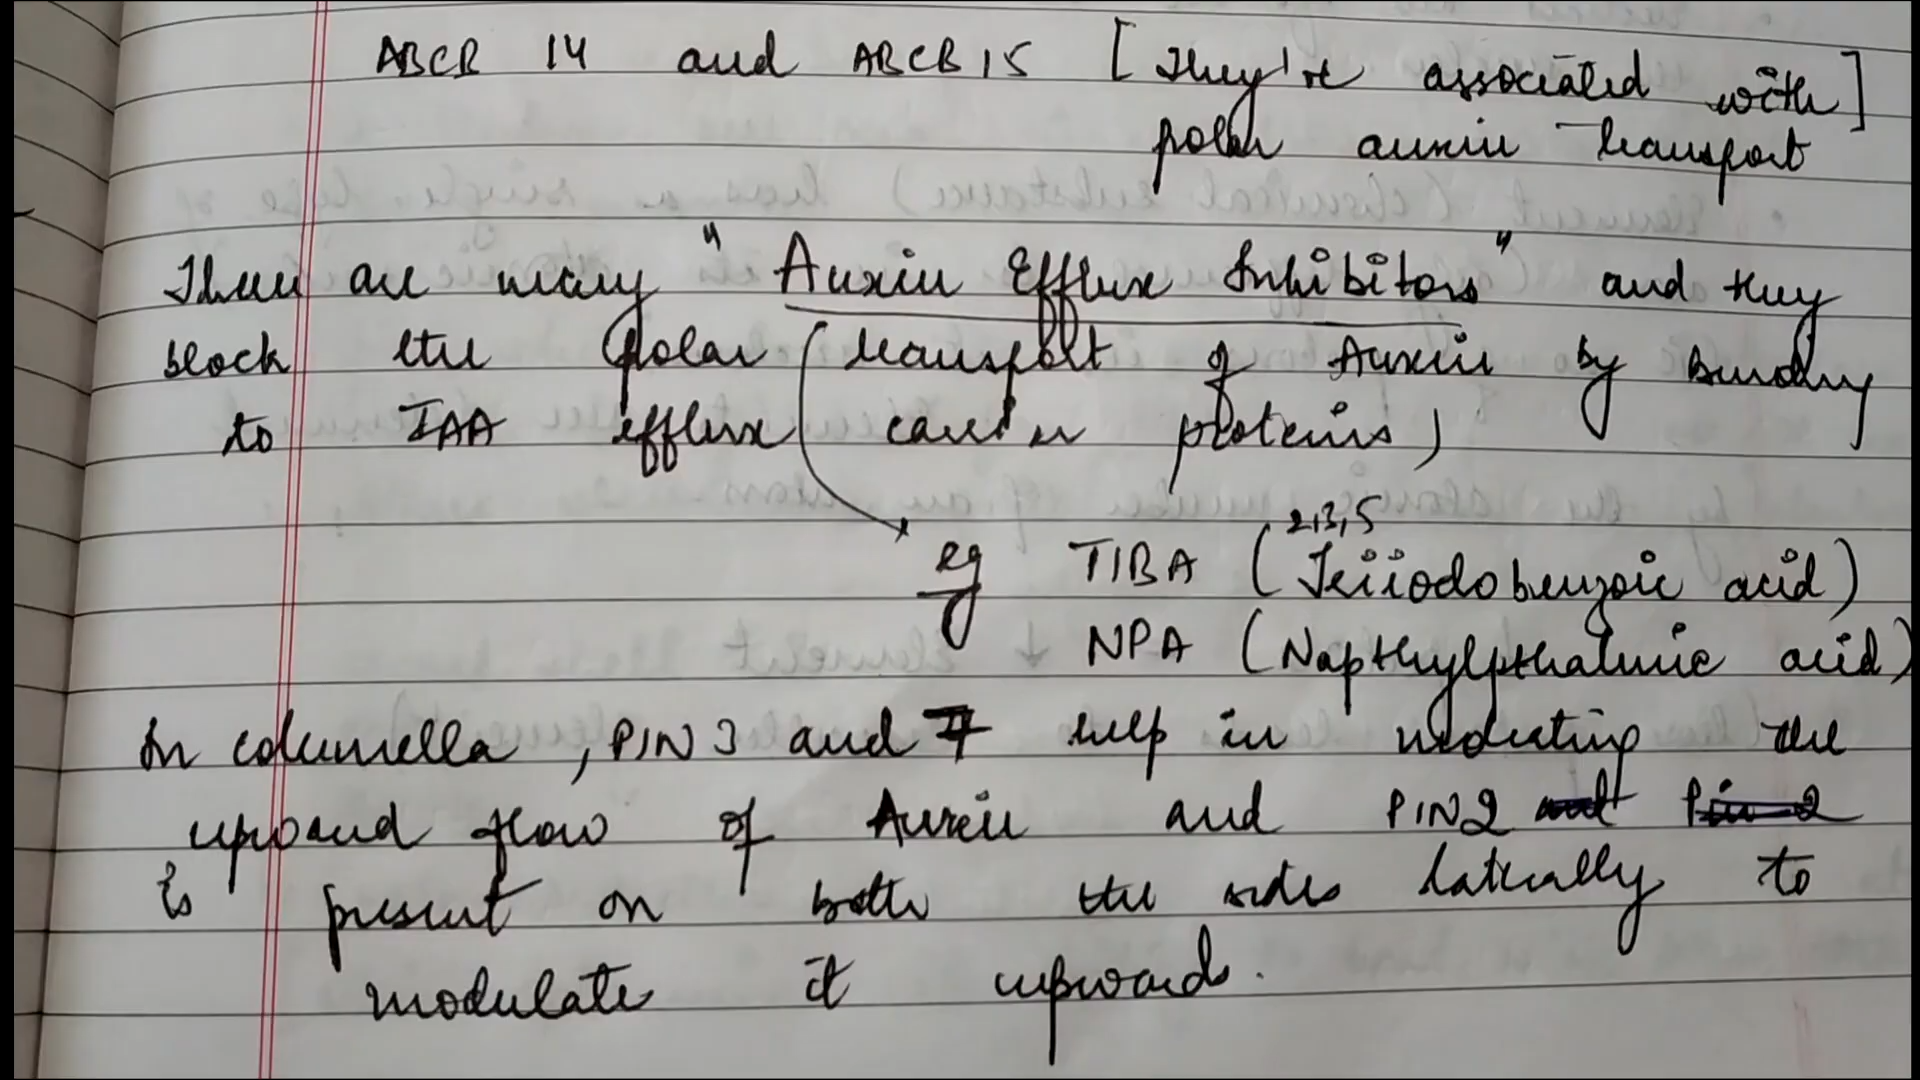 ABCB 14 and ABCB 15 [They're associated with]
polar auxin transport
There are many "Auxin Efflux Inhibitors" and they
block the (polar transport of Auxin by Binding
to IAA efflux carrier proteins)
eg TIBA (2,3,5 Triiodobenzoic acid)
NPA (Napthylpthalmic acid)
In columella, PIN 3 and 7 help in mediating the
upward flow of Auxin and PIN2
is present on both the sides laterally to
modulate it upwards.